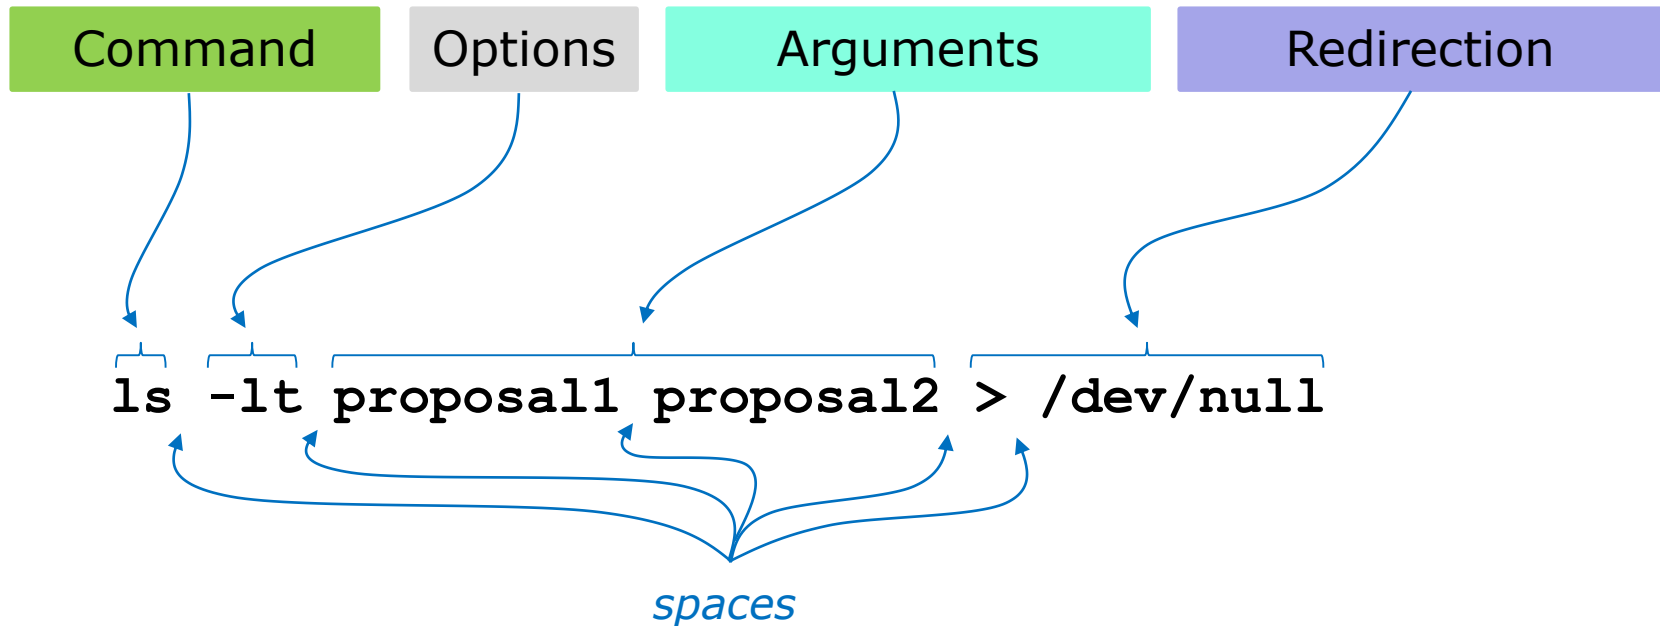 Command Options Arguments Redirection
ls -lt proposal1 proposal2 > /dev/null
spaces